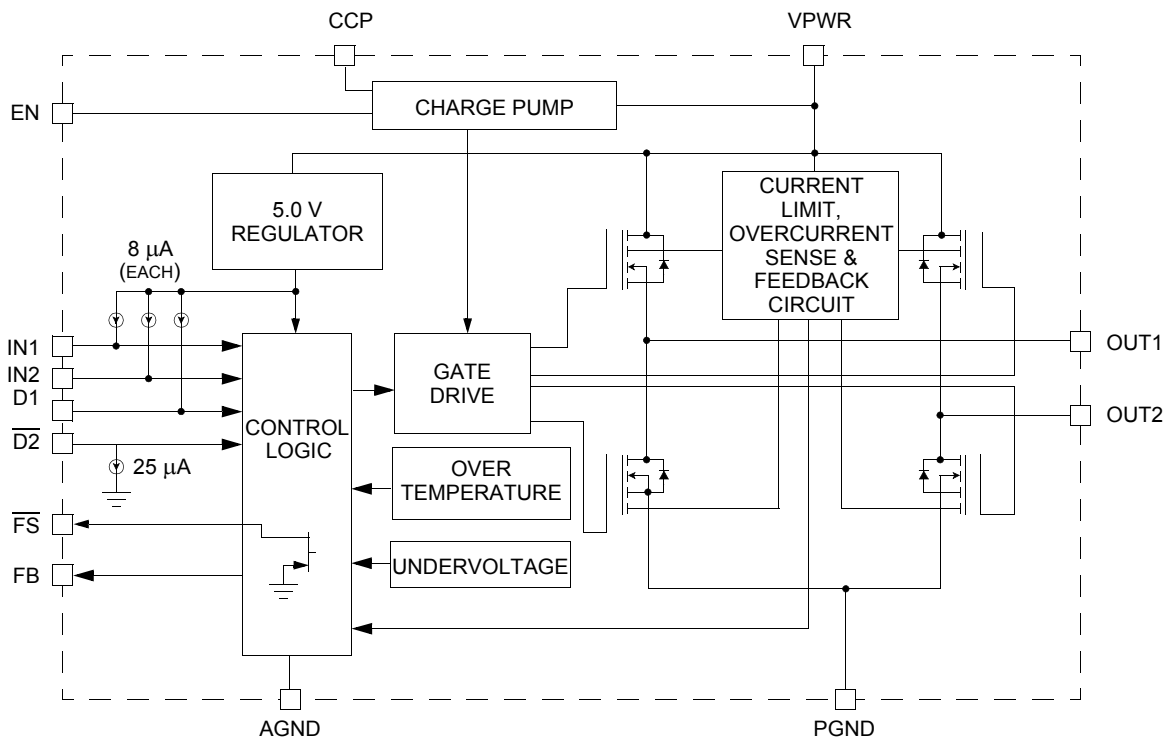 CCP
VPWR
EN
CHARGE PUMP
5.0 V
REGULATOR
CURRENT
LIMIT,
OVERCURRENT
SENSE &
FEEDBACK
CIRCUIT
8 μA
(EACH)
IN1
IN2
D1
D2
25 μA
FS
FB
CONTROL
LOGIC
GATE
DRIVE
OVER
TEMPERATURE
UNDERVOLTAGE
OUT1
OUT2
AGND
PGND